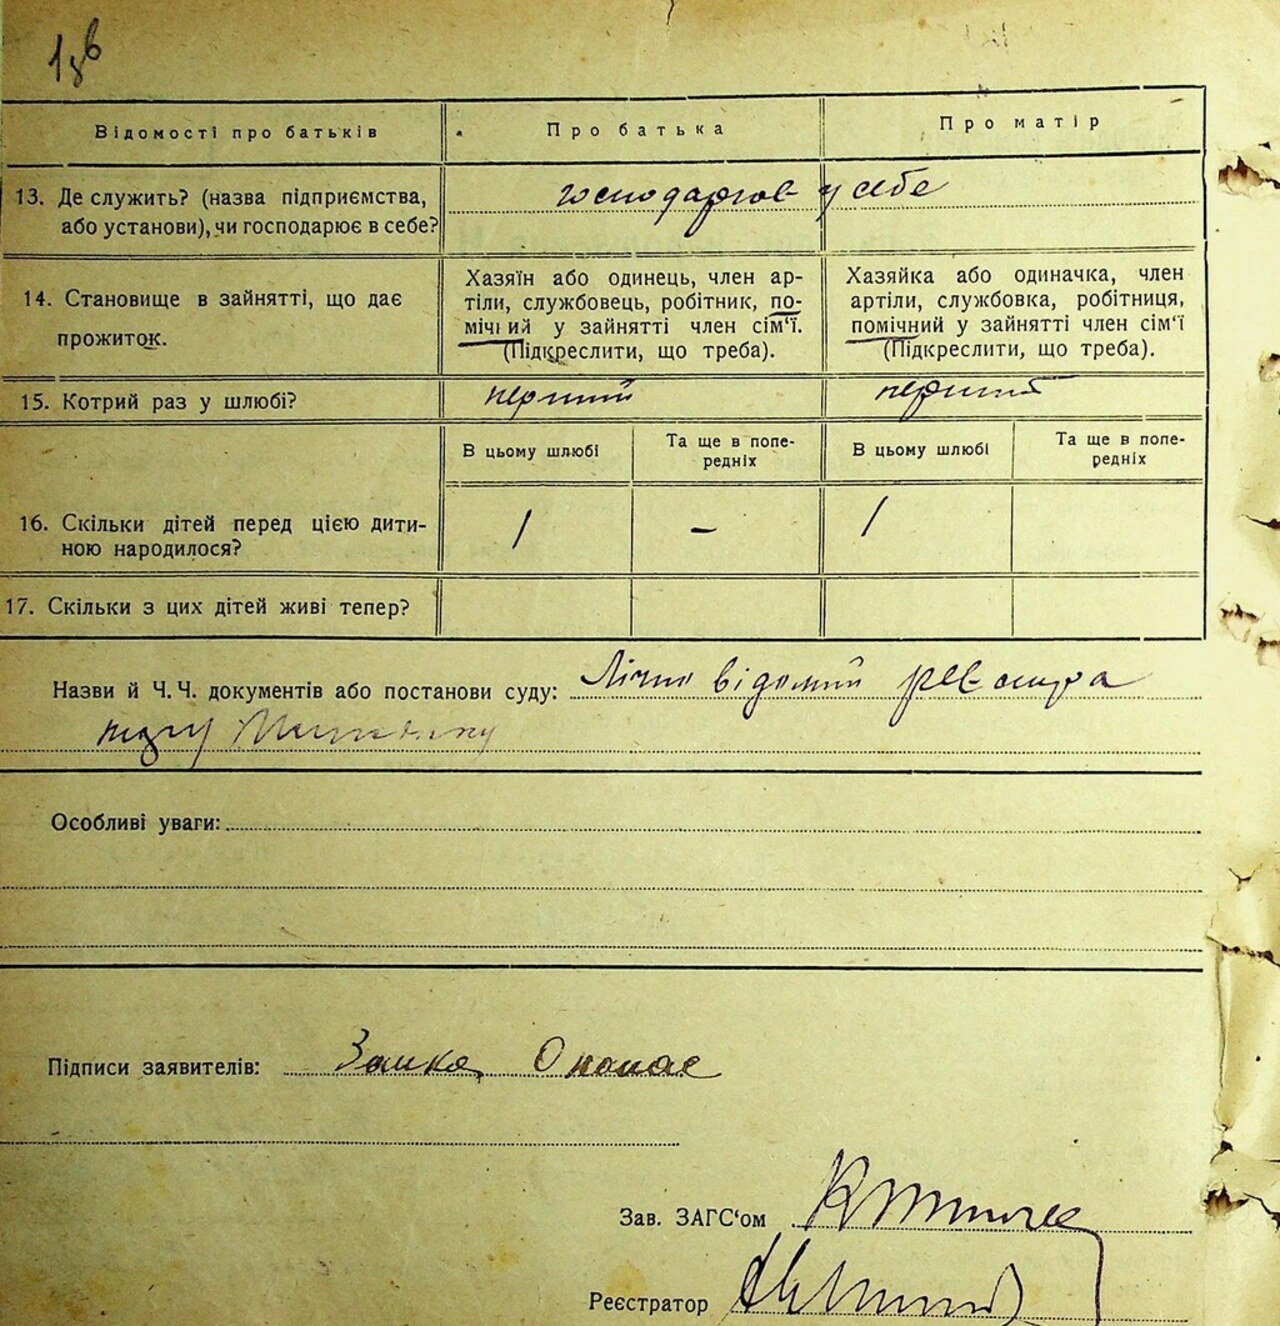 Відомості про батьків
Про батька
Про матір
13. Де служить? (назва підприємства,
або установи), чи господарює в себе?
господарює у себе
14. Становище в зайнятті, що дає
прожиток.
Хазяїн або одинець, член ар-
тіли, службовець, робітник, по-
мічний у зайнятті член сім'ї.
(Підкреслити, що треба).
Хазяйка або одиначка, член
артіли, службовка, робітниця,
помічний у зайнятті член сім'ї
(Підкреслити, що треба).
15. Котрий раз у шлюбі?
перший
перший
В цьому шлюбі
Та ще в попе-
редніх
В цьому шлюбі
Та ще в попе-
редніх
16. Скільки дітей перед цією дити-
ною народилося?
/
–
/
17. Скільки з цих дітей живі тепер?
Назви й Ч.Ч. документів або постанови суду: Лічно відомий
Особливі уваги:
Підписи заявителів: Опанас
Зав. ЗАГС'ом
Реєстратор